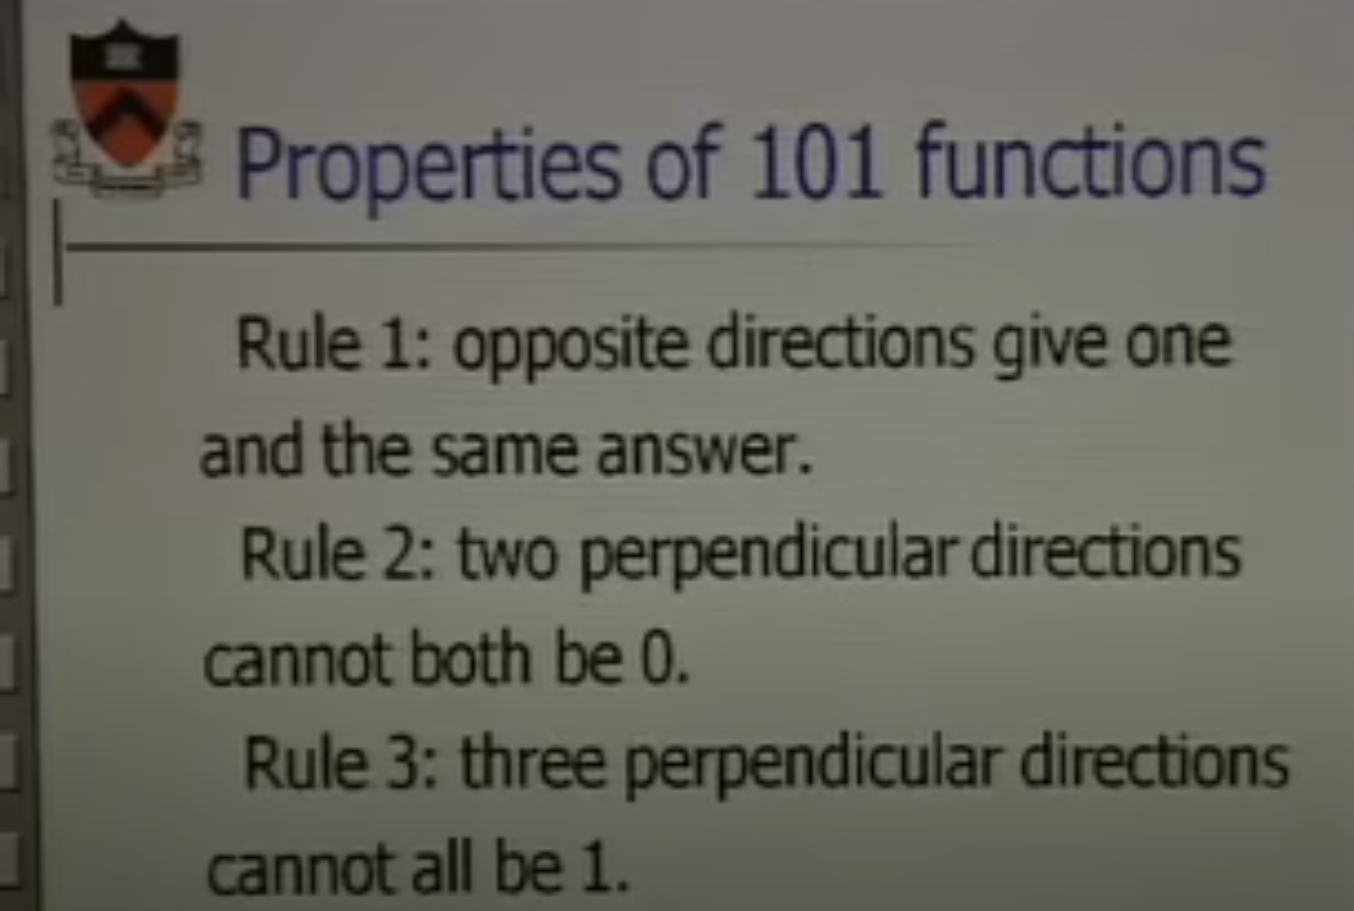 Properties of 101 functions
Rule 1: opposite directions give one
and the same answer.
Rule 2: two perpendicular directions
cannot both be 0.
Rule 3: three perpendicular directions
cannot all be 1.